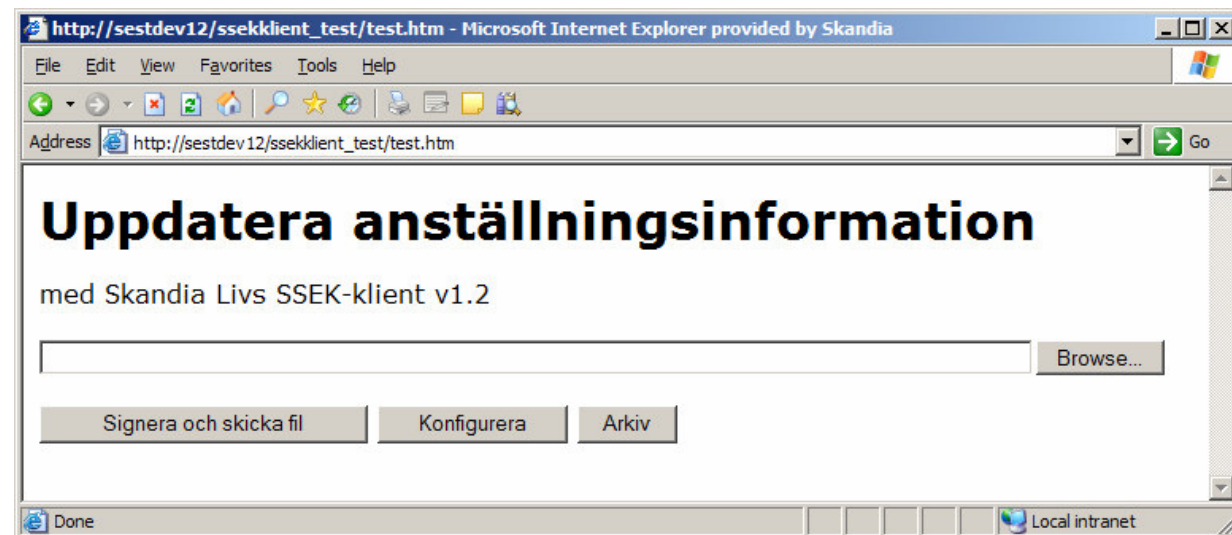 http://sestdev12/ssekklient_test/test.htm - Microsoft Internet Explorer provided by Skandia
File Edit View Favorites Tools Help
Address http://sestdev12/ssekklient_test/test.htm Go
Uppdatera anställningsinformation
med Skandia Livs SSEK-klient v1.2
Browse...
Signera och skicka fil Konfigurera Arkiv
Done Local intranet